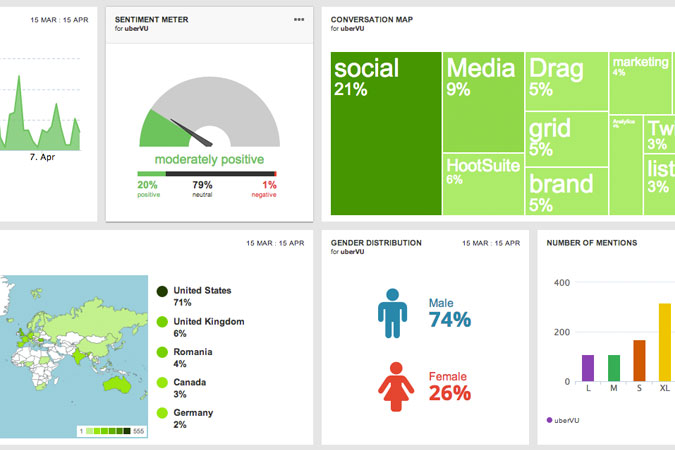 15 MAR : 15 APR
7. Apr
SENTIMENT METER
for uberVU
moderately positive
20%
positive
79%
neutral
1%
negative
CONVERSATION MAP
for uberVU
social
21%
Media
9%
HootSuite
6%
Drag
5%
grid
5%
brand
5%
marketing
4%
Analytics
Tw
3%
list
3%
15 MAR : 15 APR
United States
71%
United Kingdom
6%
Romania
4%
Canada
3%
Germany
2%
1
555
GENDER DISTRIBUTION
15 MAR : 15 APR
for uberVU
Male
74%
Female
26%
NUMBER OF MENTIONS
400
200
0
L
M
S
XL
uberVU